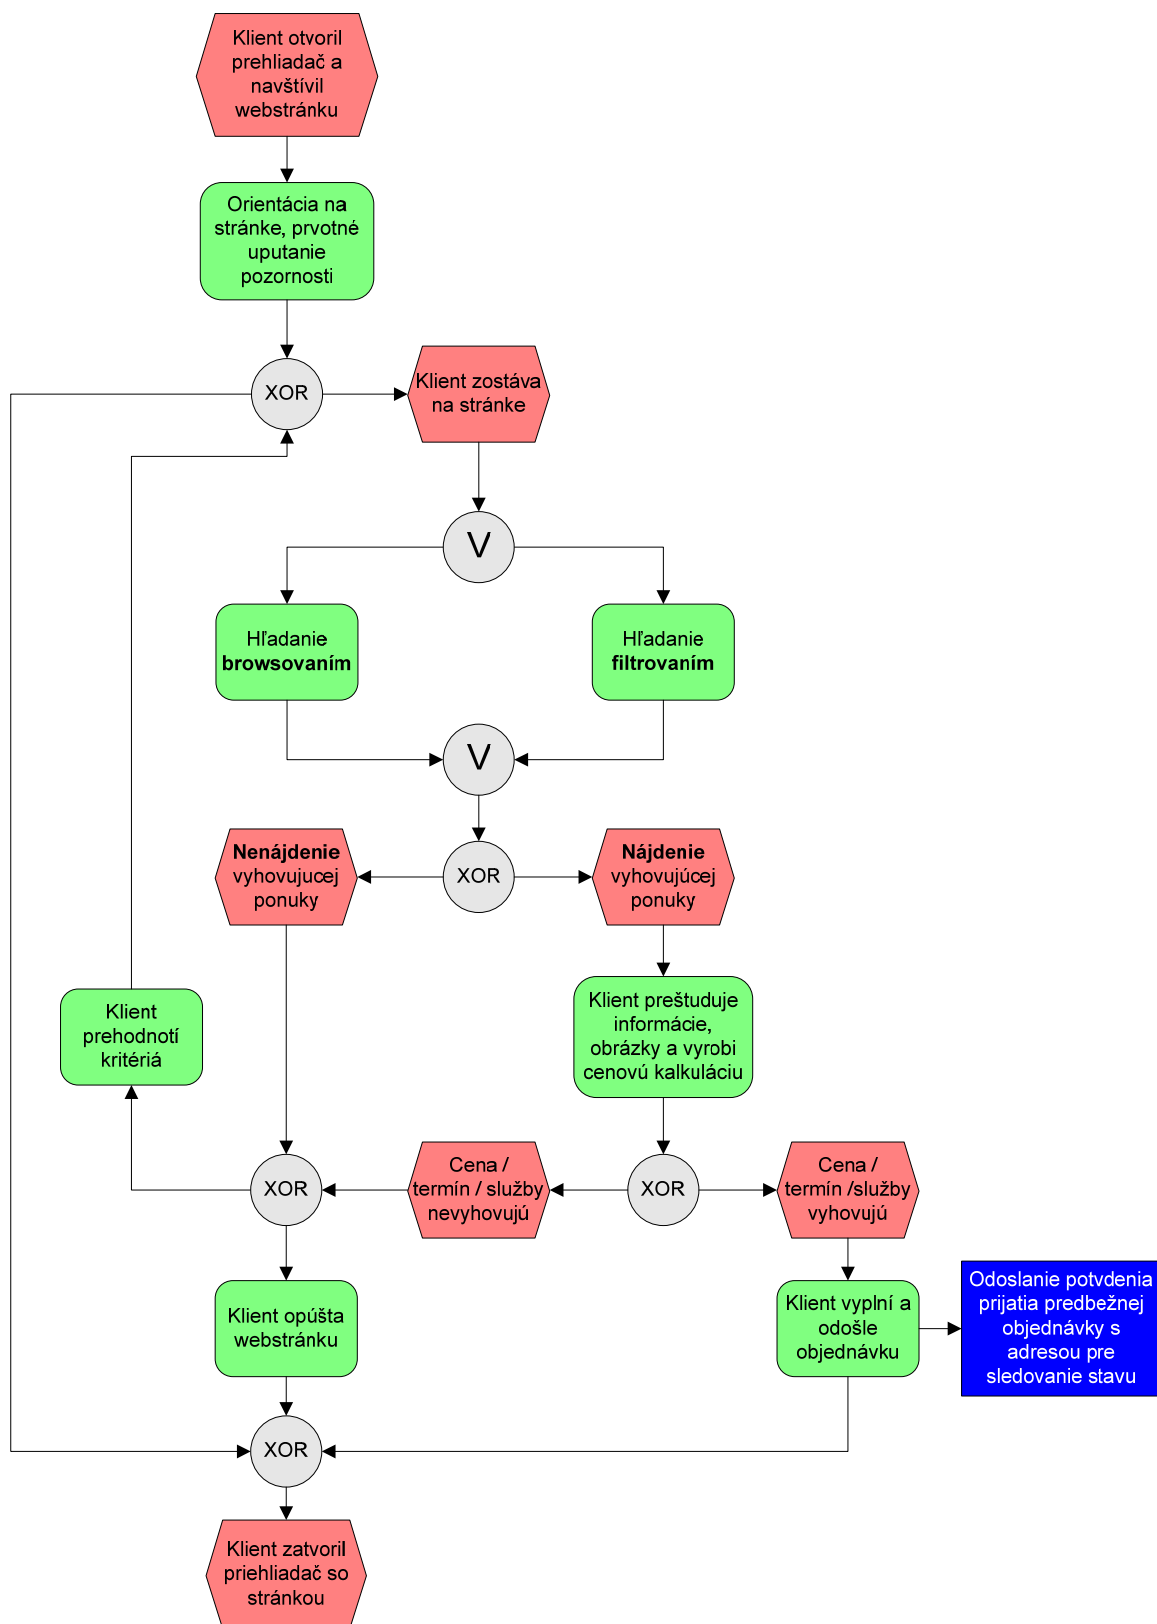 Klient otvoril
prehliadač a
navštívil
webstránku
Orientácia na
stránke, prvotné
uputanie
pozornosti
XOR
Klient zostáva
na stránke
V
Hľadanie
browsovaním
Hľadanie
filtrovaním
V
Nenájdenie
vyhovujucej
ponuky
XOR
Nájdenie
vyhovujúcej
ponuky
Klient
prehodnotí
kritériá
Klient preštuduje
informácie,
obrázky a vyrobi
cenovú kalkuláciu
XOR
Cena /
termín / služby
nevyhovujú
XOR
Cena /
termín /služby
vyhovujú
Klient opúšta
webstránku
Klient vyplní a
odošle
objednávku
Odoslanie potvdenia
prijatia predbežnej
objednávky s
adresou pre
sledovanie stavu
XOR
Klient zatvoril
priehliadač so
stránkou